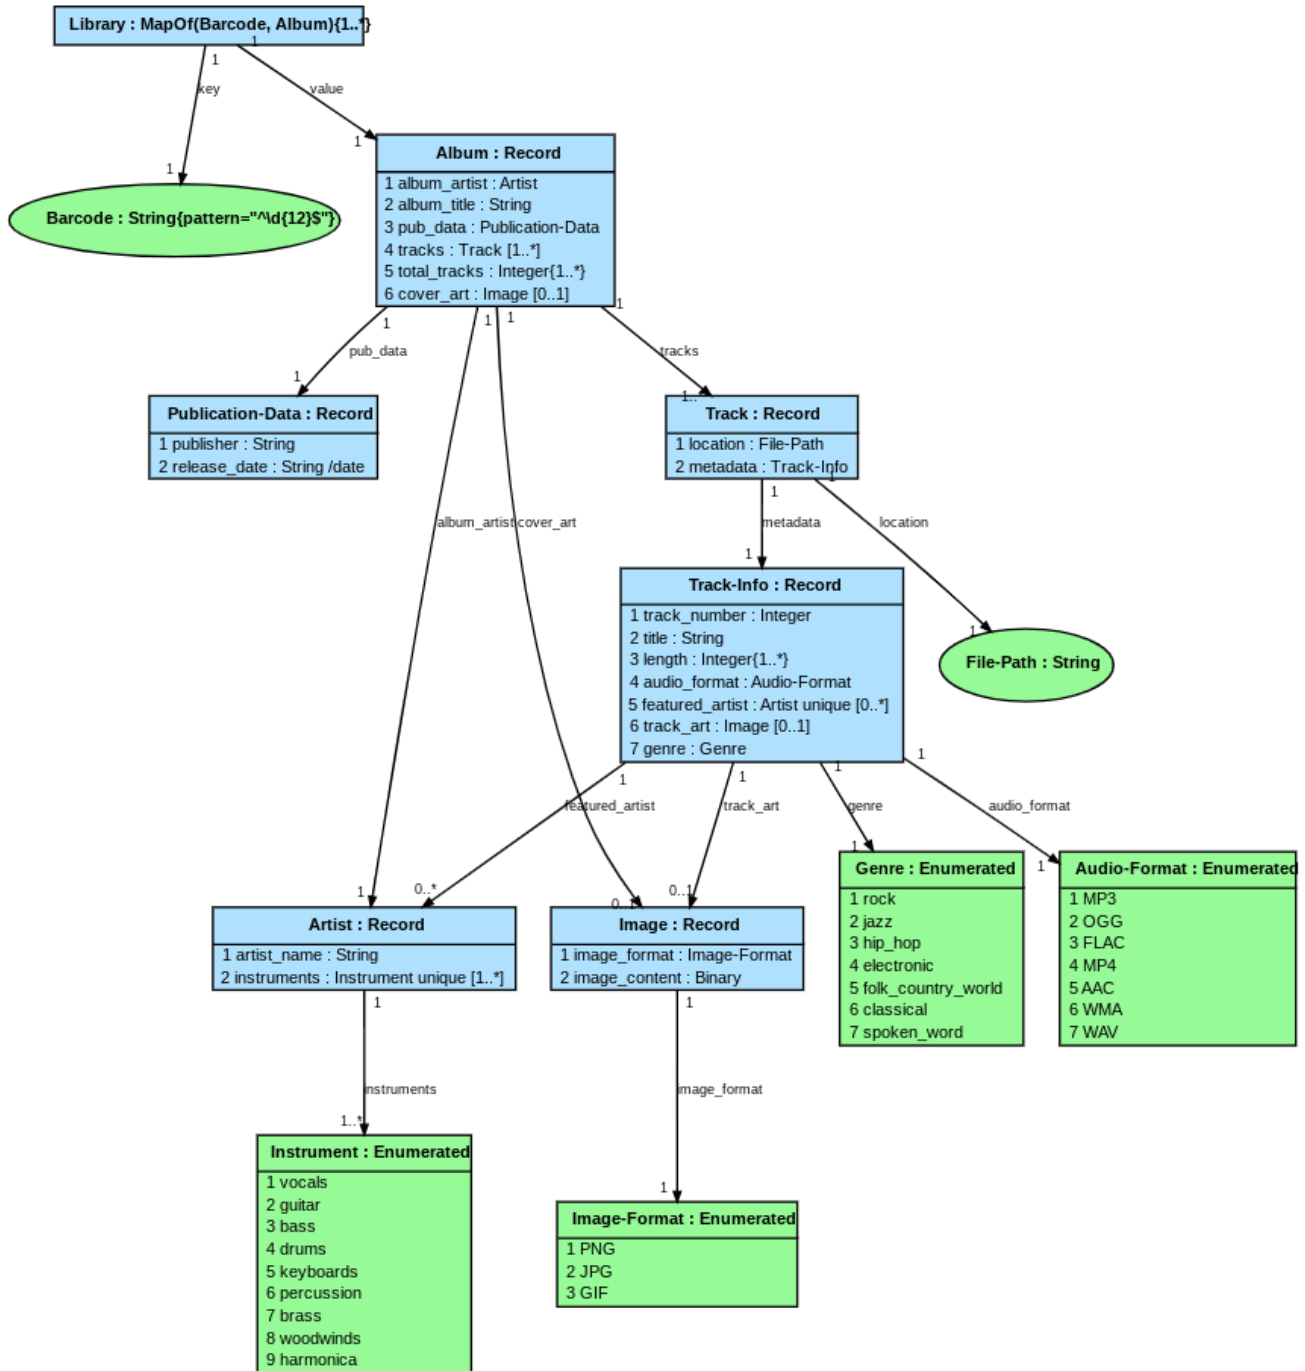 Library : MapOf(Barcode, Album){1..*}
1
1
key
value
1
1
Barcode : String{pattern="^\d{12}$"}
Album : Record
1 album_artist : Artist
2 album_title : String
3 pub_data : Publication-Data
4 tracks : Track [1..*]
5 total_tracks : Integer{1..*}
6 cover_art : Image [0..1]
1
1
1
1
pub_data
tracks
1
1..*
Publication-Data : Record
1 publisher : String
2 release_date : String /date
Track : Record
1 location : File-Path
2 metadata : Track-Info
1
1
album_artist
cover_art
metadata
location
1
1
Track-Info : Record
1 track_number : Integer
2 title : String
3 length : Integer{1..*}
4 audio_format : Audio-Format
5 featured_artist : Artist unique [0..*]
6 track_art : Image [0..1]
7 genre : Genre
File-Path : String
1
1
1
1
featured_artist
track_art
genre
audio_format
1
0..*
0..1
0..1
1
1
Artist : Record
1 artist_name : String
2 instruments : Instrument unique [1..*]
Image : Record
1 image_format : Image-Format
2 image_content : Binary
Genre : Enumerated
1 rock
2 jazz
3 hip_hop
4 electronic
5 folk_country_world
6 classical
7 spoken_word
Audio-Format : Enumerated
1 MP3
2 OGG
3 FLAC
4 MP4
5 AAC
6 WMA
7 WAV
1
1
instruments
image_format
1..*
1
Instrument : Enumerated
1 vocals
2 guitar
3 bass
4 drums
5 keyboards
6 percussion
7 brass
8 woodwinds
9 harmonica
Image-Format : Enumerated
1 PNG
2 JPG
3 GIF